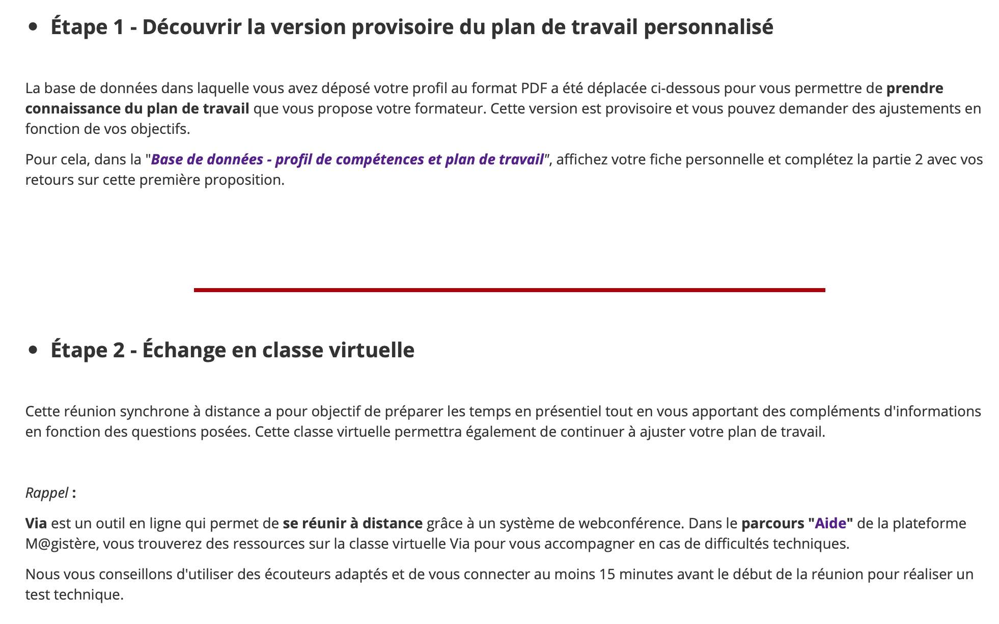 • Étape 1 - Découvrir la version provisoire du plan de travail personnalisé
La base de données dans laquelle vous avez déposé votre profil au format PDF a été déplacée ci-dessous pour vous permettre de prendre
connaissance du plan de travail que vous propose votre formateur. Cette version est provisoire et vous pouvez demander des ajustements en
fonction de vos objectifs.
Pour cela, dans la "Base de données - profil de compétences et plan de travail", affichez votre fiche personnelle et complétez la partie 2 avec vos
retours sur cette première proposition.
• Étape 2 - Échange en classe virtuelle
Cette réunion synchrone à distance a pour objectif de préparer les temps en présentiel tout en vous apportant des compléments d'informations
en fonction des questions posées. Cette classe virtuelle permettra également de continuer à ajuster votre plan de travail.
Rappel :
Via est un outil en ligne qui permet de se réunir à distance grâce à un système de webconférence. Dans le parcours "Aide" de la plateforme
M@gistère, vous trouverez des ressources sur la classe virtuelle Via pour vous accompagner en cas de difficultés techniques.
Nous vous conseillons d'utiliser des écouteurs adaptés et de vous connecter au moins 15 minutes avant le début de la réunion pour réaliser un
test technique.